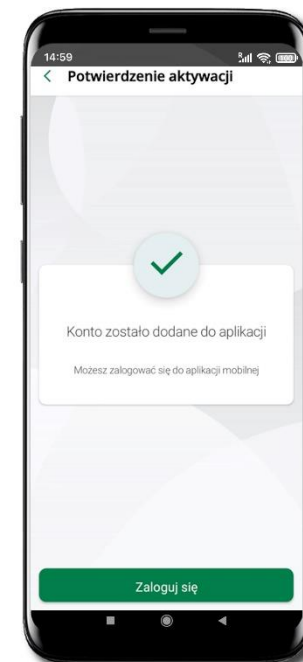 14:59
Potwierdzenie aktywacji
Konto zostało dodane do aplikacji
Możesz zalogować się do aplikacji mobilnej
Zaloguj się